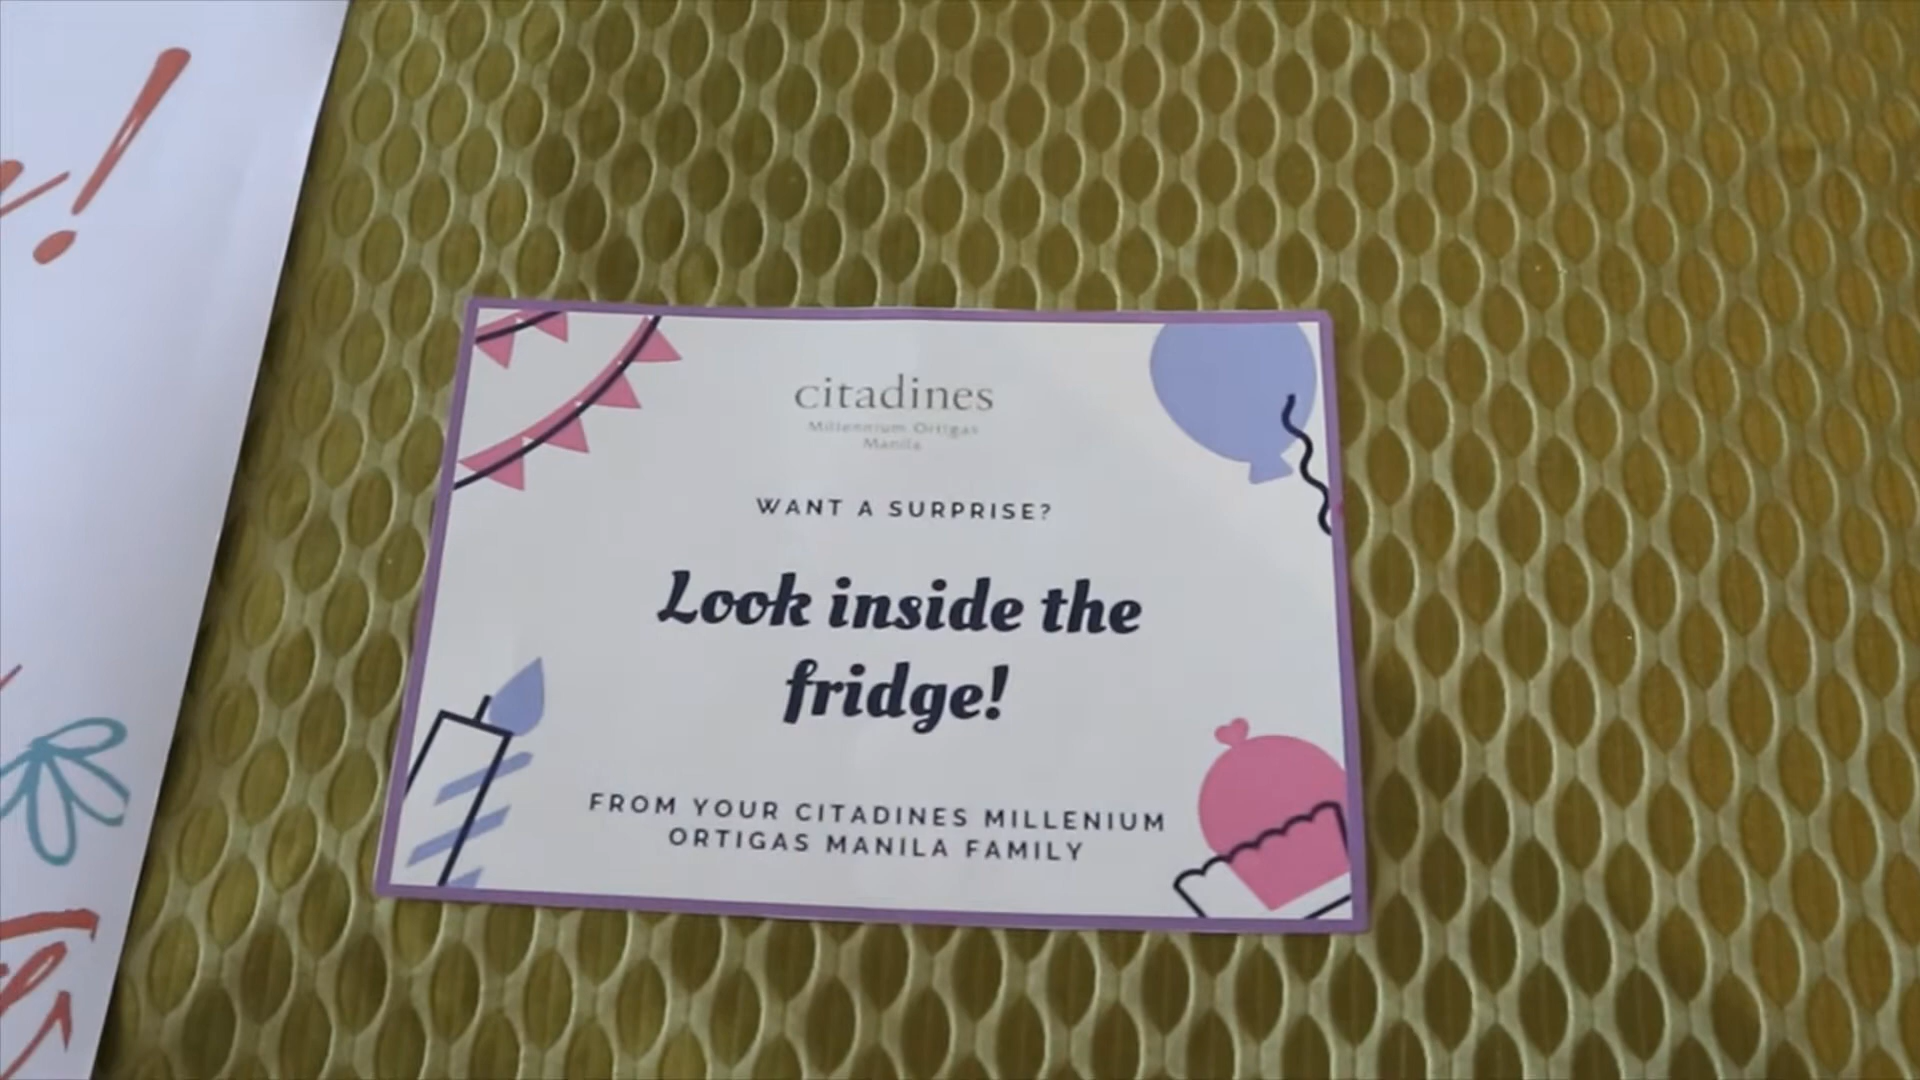 citadines
Millennium Ortigas
Manila
WANT A SURPRISE?
Look inside the
fridge!
FROM YOUR CITADINES MILLENIUM
ORTIGAS MANILA FAMILY